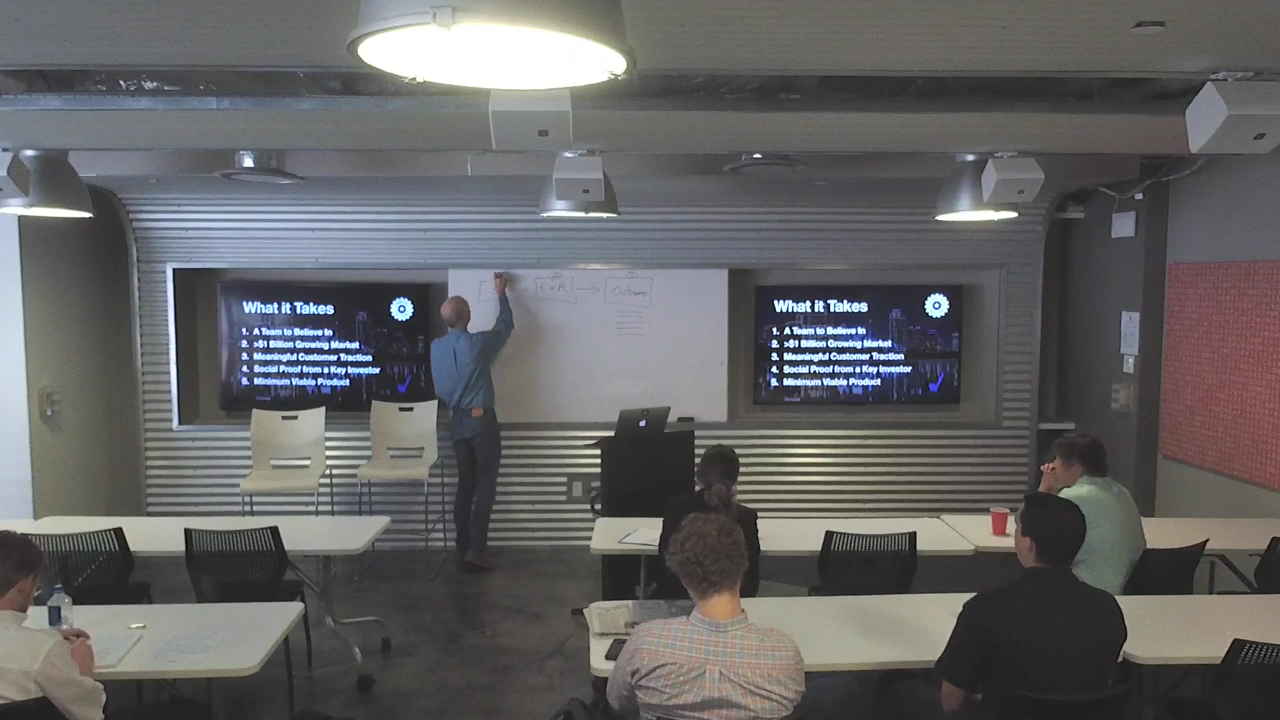 What it Takes
1. A Team to Believe In
2. >$1 Billion Growing Market
3. Meaningful Customer Traction
4. Social Proof from a Key Investor
5. Minimum Viable Product
What it Takes
1. A Team to Believe In
2. >$1 Billion Growing Market
3. Meaningful Customer Traction
4. Social Proof from a Key Investor
5. Minimum Viable Product